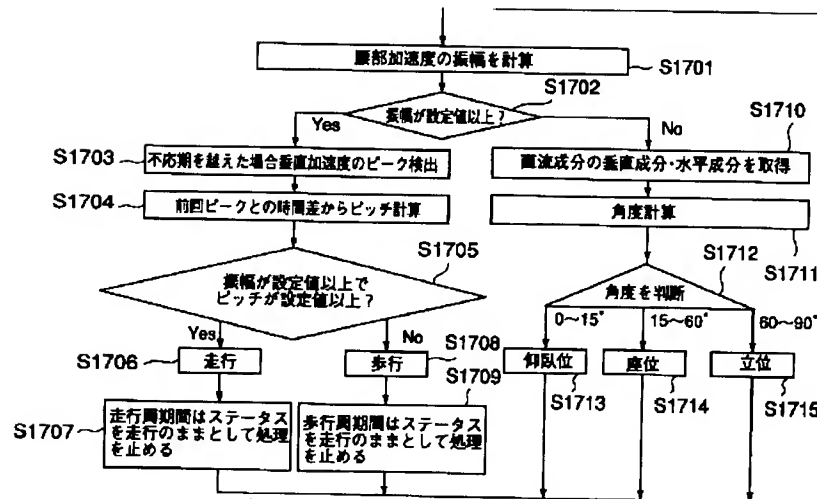 腰部加速度の振幅を計算
S1701
S1702
振幅が設定値以上?
Yes
No
S1710
S1703
不応期を越えた場合垂直加速度のピーク検出
直流成分の垂直成分・水平成分を取得
S1704
前回ピークとの時間差からピッチ計算
角度計算
S1711
S1705
振幅が設定値以上で
ピッチが設定値以上?
S1712
角度を判断
Yes
No
0〜15°
15〜60°
60〜90°
S1706
走行
歩行
S1708
仰臥位
座位
立位
S1713
S1714
S1715
S1707
走行周期間はステータス
を走行のままとして処理
を止める
S1709
歩行周期間はステータス
を走行のままとして処理
を止める